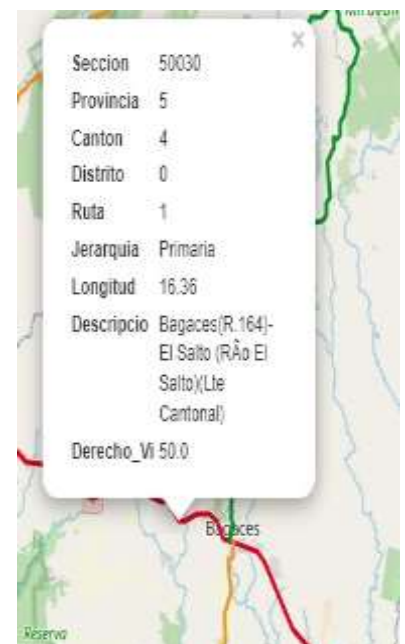 ×
Seccion 50030
Provincia 5
Canton 4
Distrito 0
Ruta 1
Jerarquia Primaria
Longitud 16.36
Descripcio Bagaces(R.164)-
El Salto (RÃo El
Salto)(Lte
Cantonal)
Derecho_Vi 50.0
Bagaces
Reserva